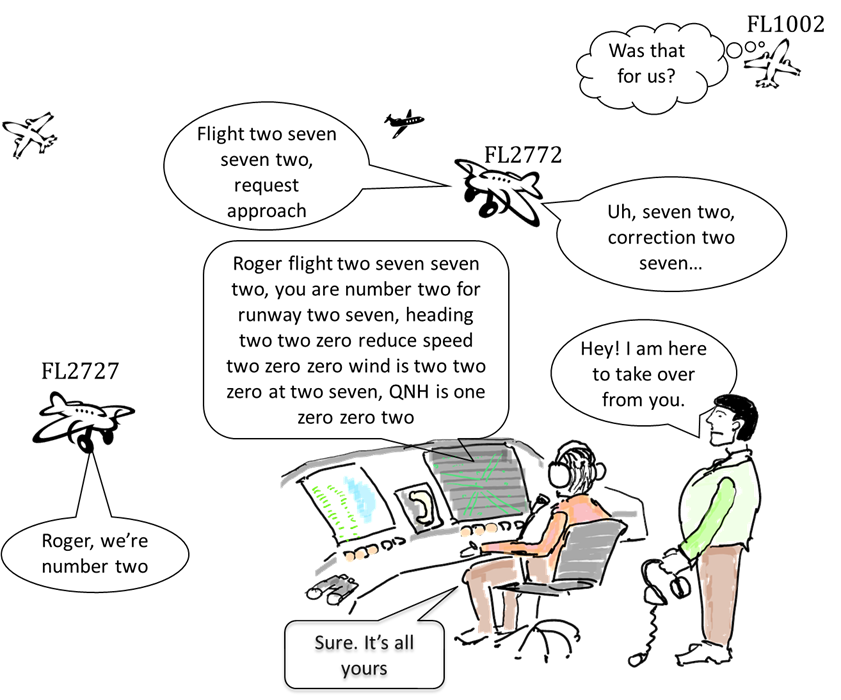 FL1002
Was that
for us?
Flight two seven
seven two,
request
approach
FL2772
Uh, seven two,
correction two
seven...
Roger flight two seven seven
two, you are number two for
runway two seven, heading
two two zero reduce speed
two zero zero wind is two two
zero at two seven, QNH is one
zero zero two
Hey! I am here
to take over
from you.
FL2727
Roger, we're
number two
Sure. It's all
yours